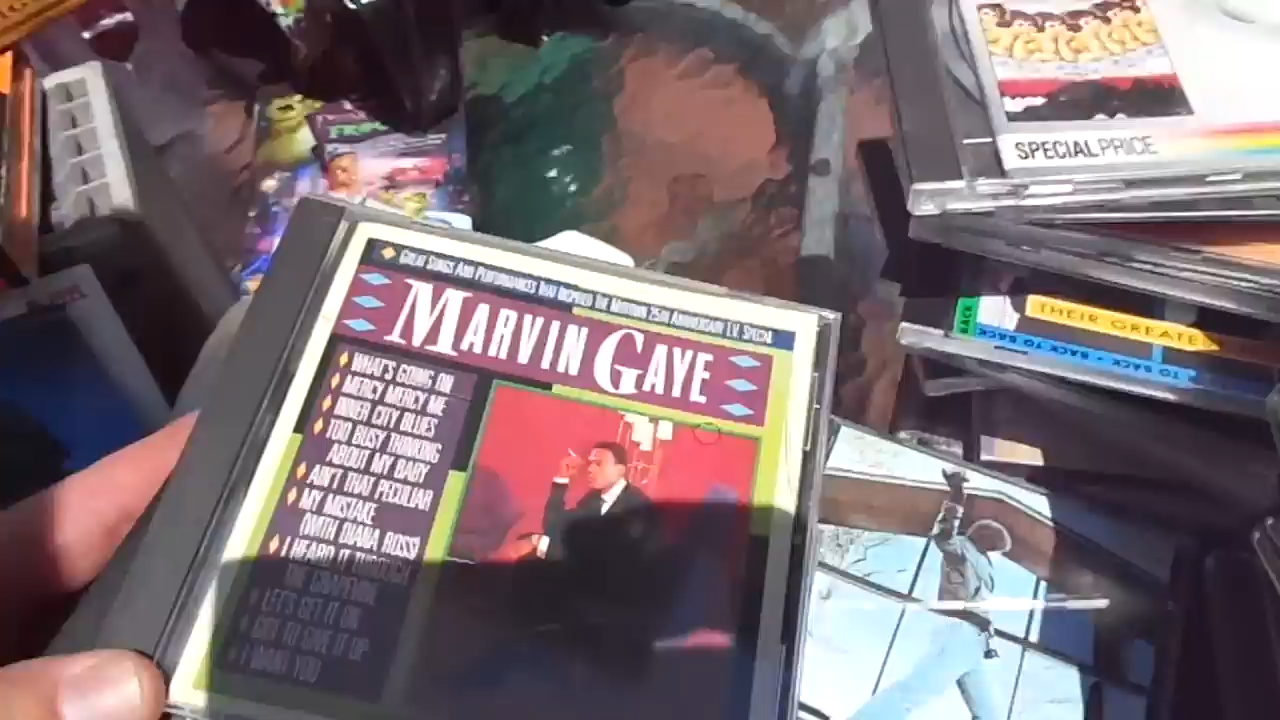 GREAT SONGS AND PERFORMANCES THAT INSPIRED THE MOTOWN 25TH ANNIVERSARY T.V. SPECIAL
MARVIN GAYE
WHAT'S GOING ON
MERCY MERCY ME
INNER CITY BLUES
TOO BUSY THINKING
ABOUT MY BABY
AIN'T THAT PECULIAR
MY MISTAKE
(WITH DIANA ROSS)
I HEARD IT THROUGH
THE GRAPEVINE
LET'S GET IT ON
GOT TO GIVE IT UP
I WANT YOU
SPECIAL PRICE
THEIR GREATE
BACK
BACK TO BACK
TO BACK